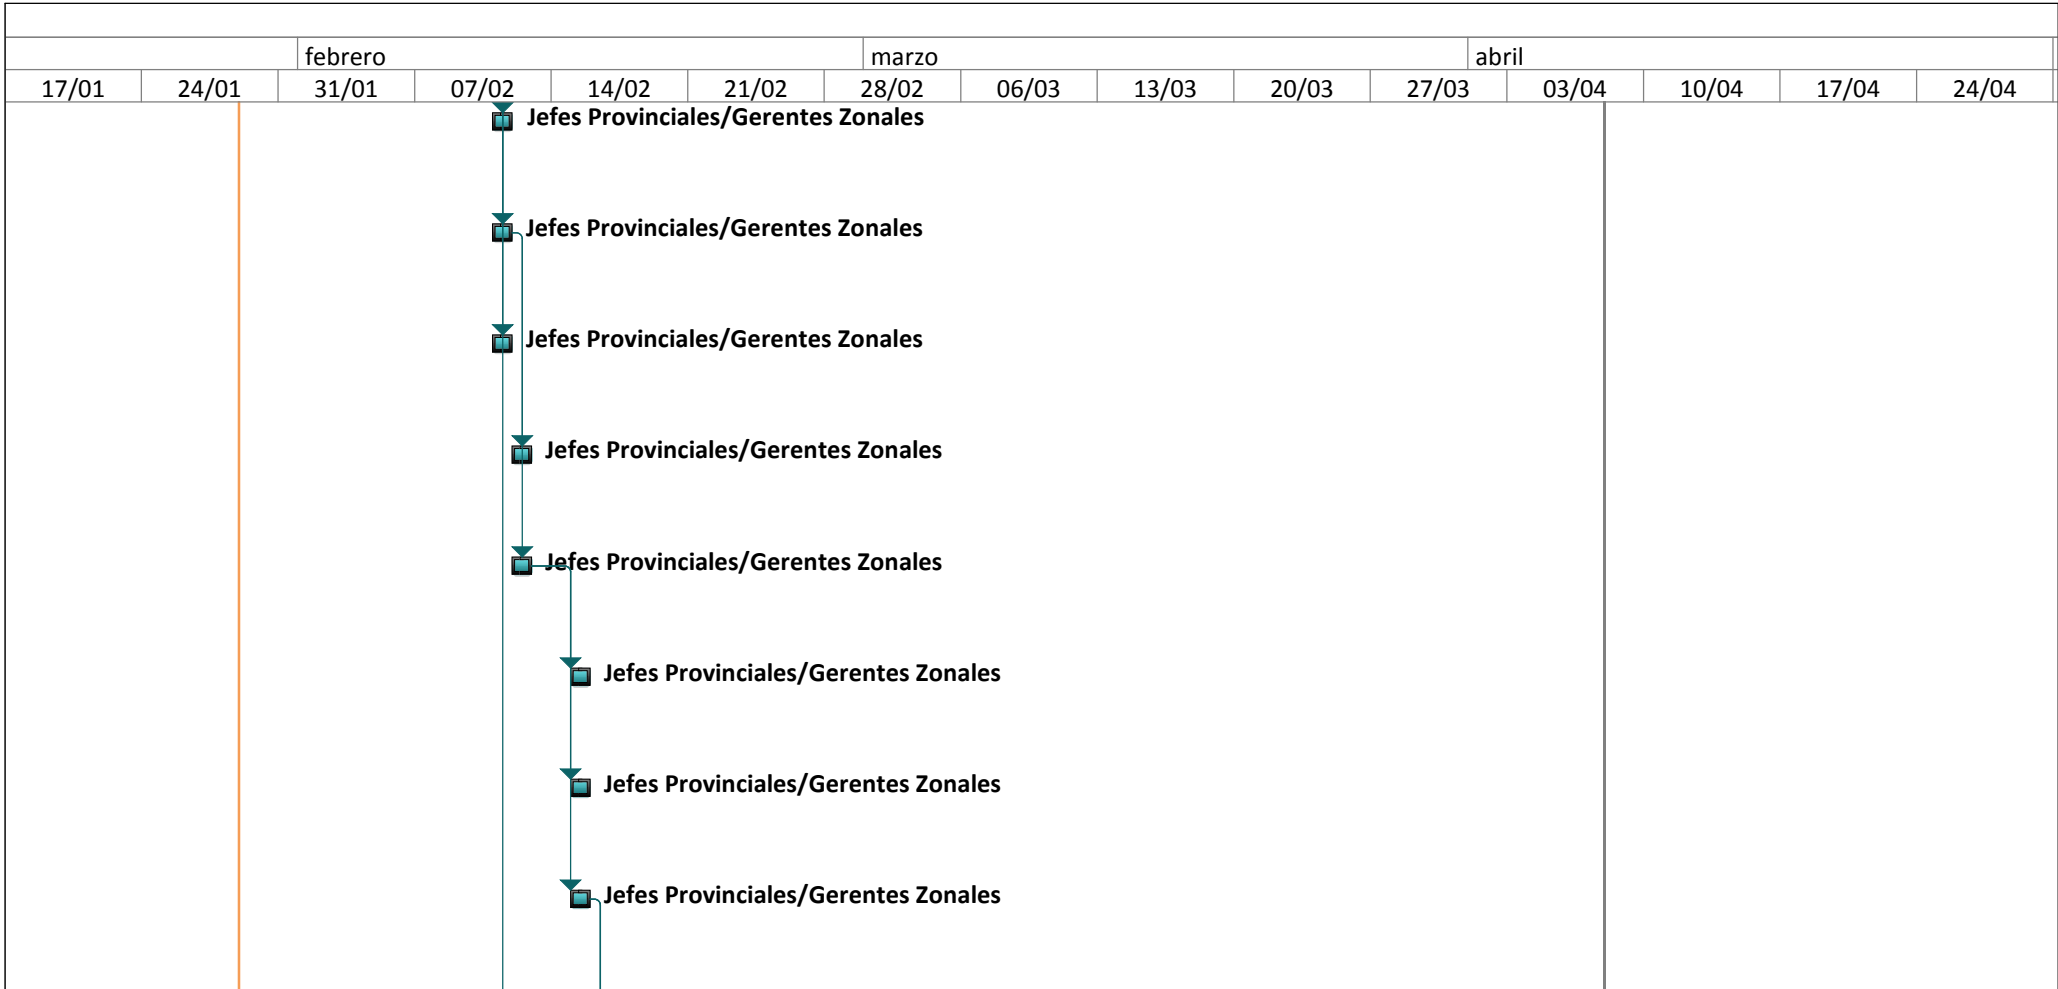 febrero marzo abril
17/01 24/01 31/01 07/02 14/02 21/02 28/02 06/03 13/03 20/03 27/03 03/04 10/04 17/04 24/04
Jefes Provinciales/Gerentes Zonales
Jefes Provinciales/Gerentes Zonales
Jefes Provinciales/Gerentes Zonales
Jefes Provinciales/Gerentes Zonales
Jefes Provinciales/Gerentes Zonales
Jefes Provinciales/Gerentes Zonales
Jefes Provinciales/Gerentes Zonales
Jefes Provinciales/Gerentes Zonales